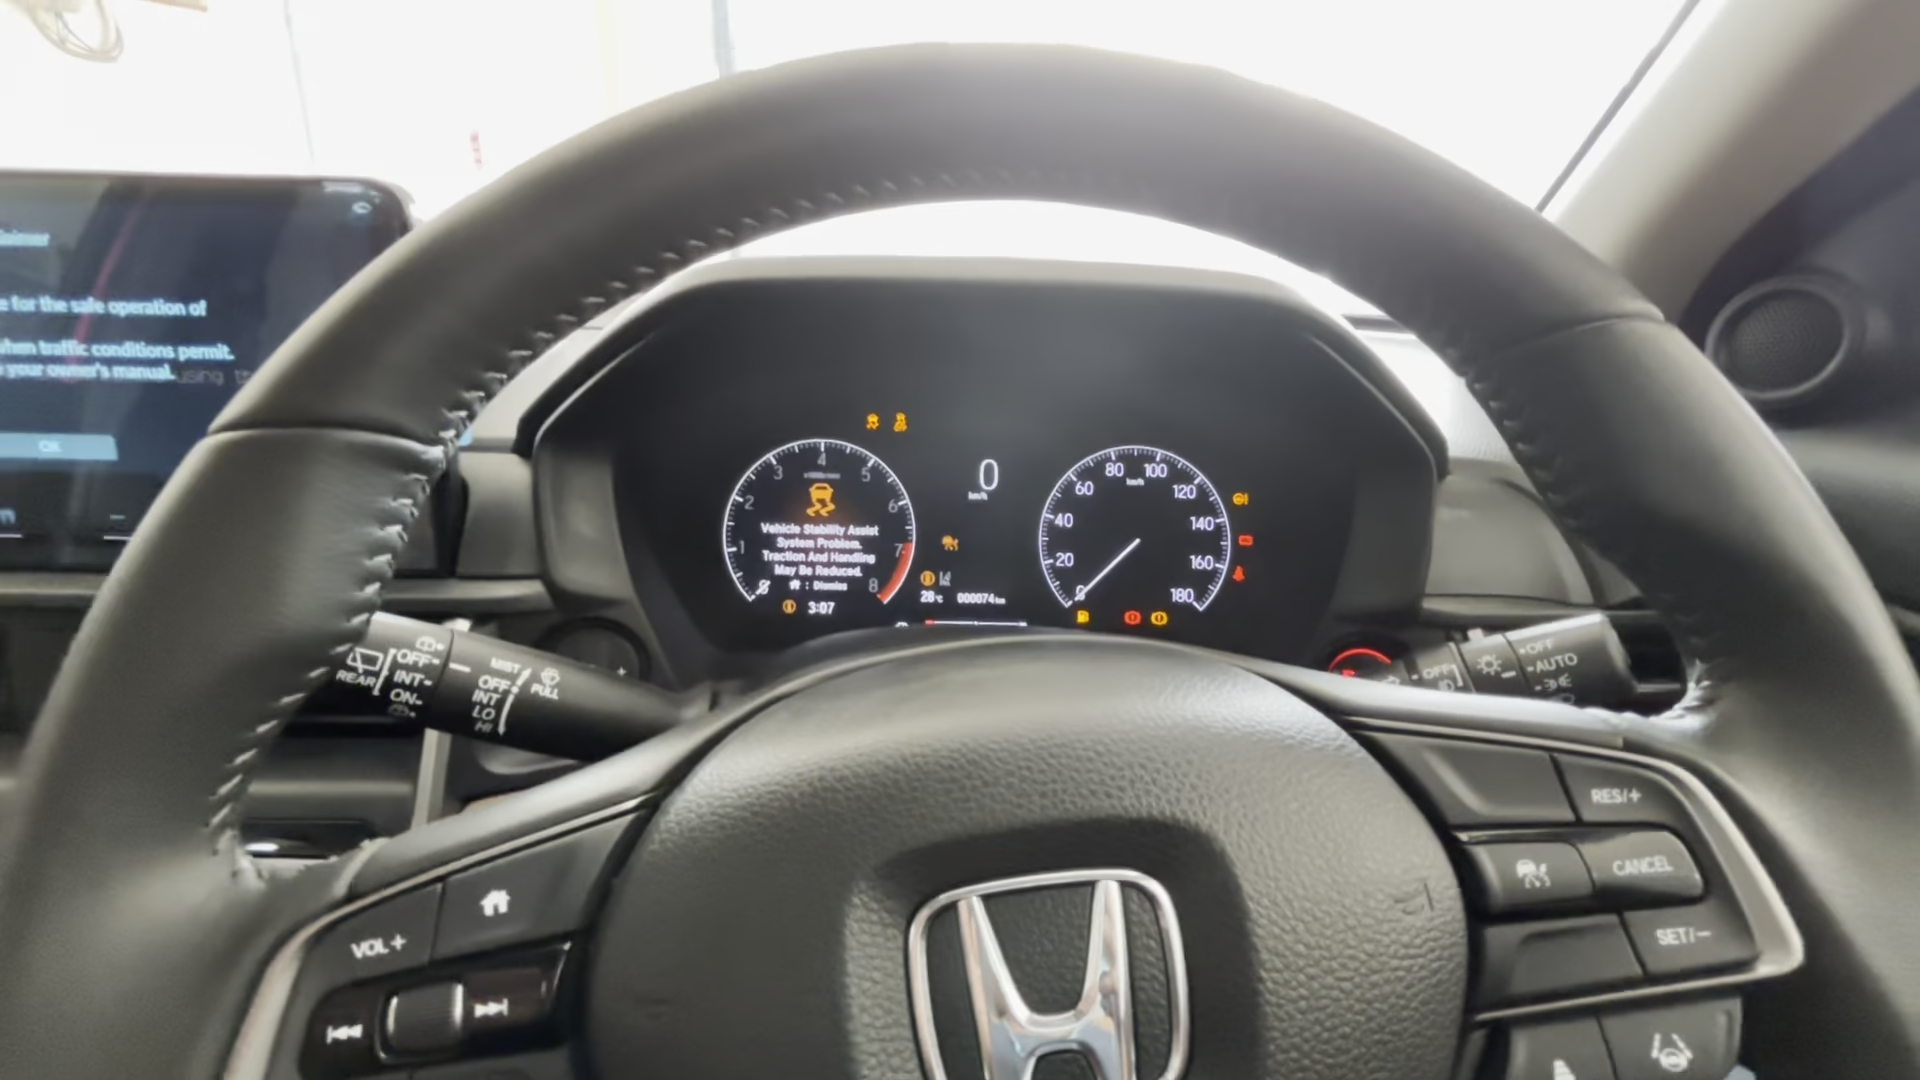 e for the safe operation of
when traffic conditions permit.
your owner's manual.
OK
4
3
5
2
6
1
7
8
Vehicle Stability Assist
System Problem.
Traction And Handling
May Be Reduced.
: Dismiss
3:07
0
km/h
28°c
000074 km
80
100
60
km/h
120
40
140
20
160
0
180
REAR
OFF
INT
ON
MIST
OFF
INT
LO
HI
PULL
OFF
OFF
AUTO
RES/+
CANCEL
SET/−
VOL+